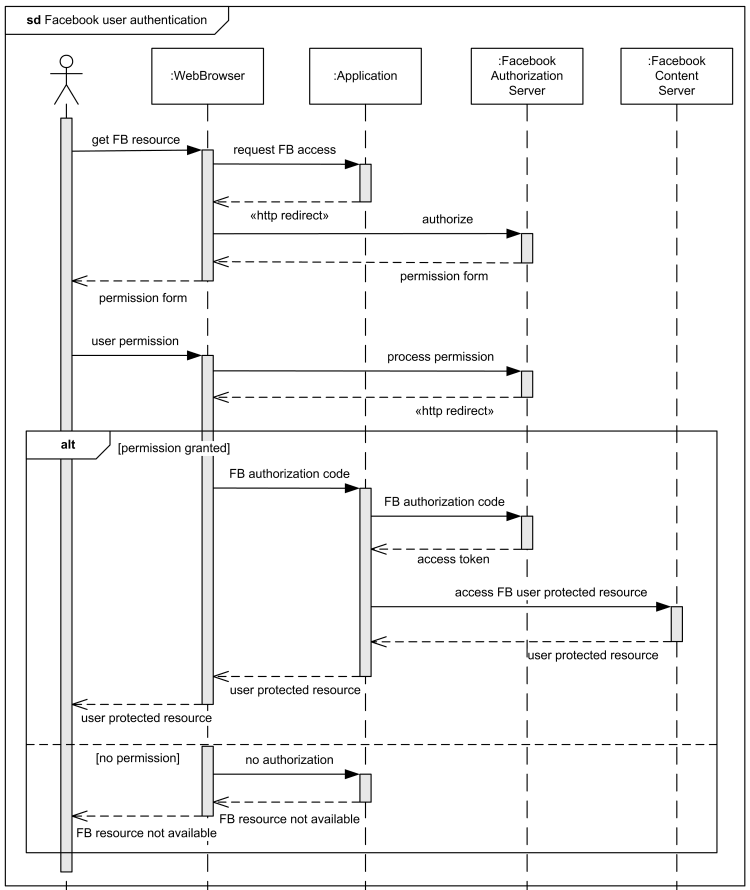 sd Facebook user authentication
:WebBrowser
:Application
:Facebook
Authorization
Server
:Facebook
Content
Server
get FB resource
request FB access
«http redirect»
authorize
permission form
permission form
user permission
process permission
«http redirect»
alt
[permission granted]
FB authorization code
FB authorization code
access token
access FB user protected resource
user protected resource
user protected resource
user protected resource
[no permission]
no authorization
FB resource not available
FB resource not available